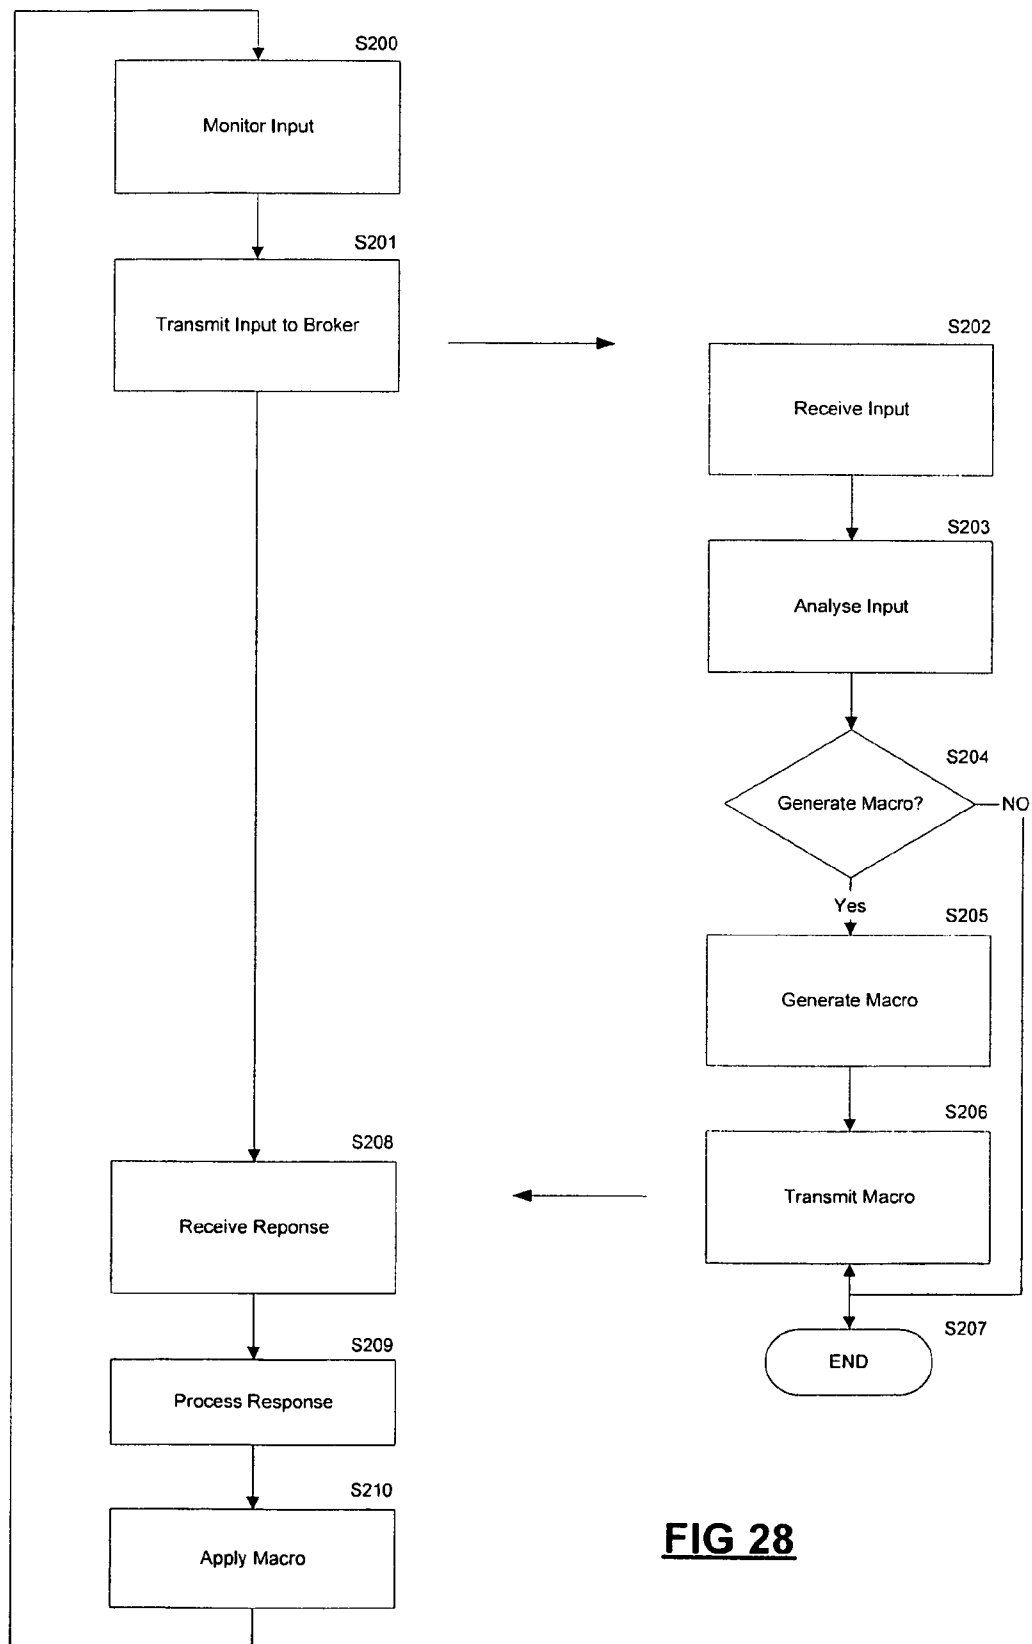 S200
Monitor Input
S201
Transmit Input to Broker
S202
Receive Input
S203
Analyse Input
S204
Generate Macro?
NO
Yes
S205
Generate Macro
S206
Transmit Macro
S207
END
S208
Receive Reponse
S209
Process Response
S210
Apply Macro
FIG 28